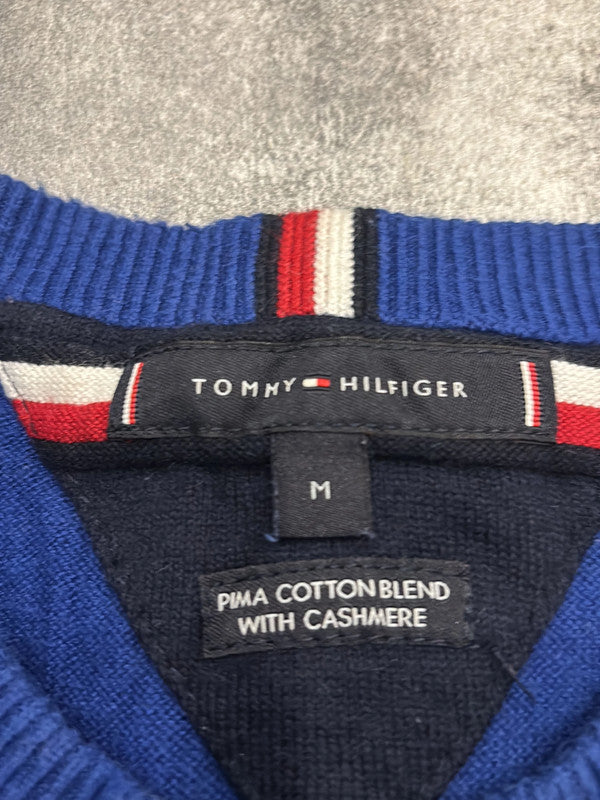 TOMMY HILFIGER
M
PIMA COTTON BLEND
WITH CASHMERE